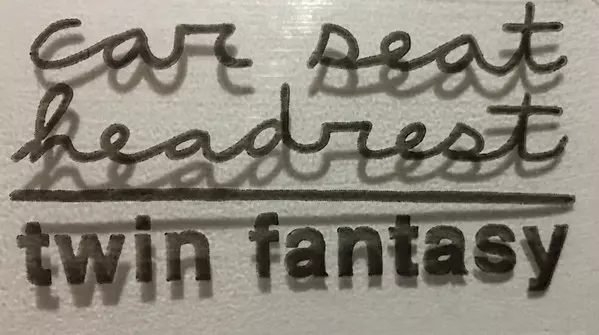 car seat
headrest
twin fantasy